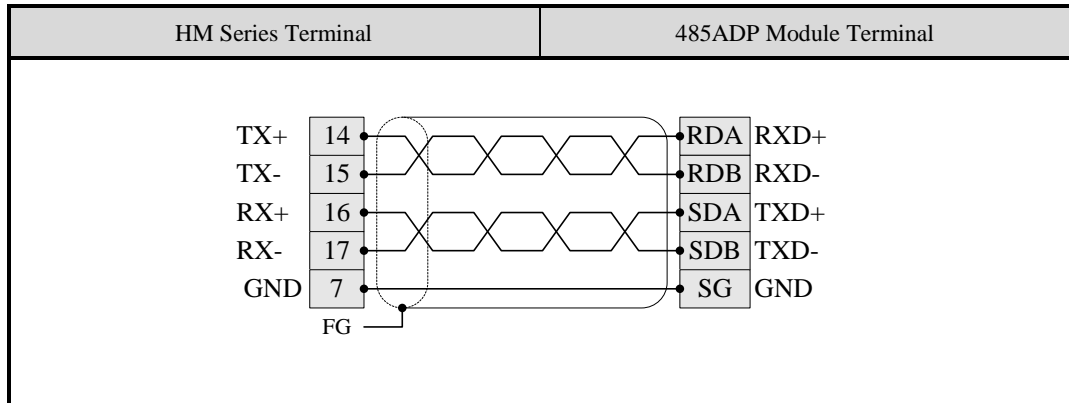 HM Series Terminal 485ADP Module Terminal
TX+ 14 RDA RXD+
TX- 15 RDB RXD-
RX+ 16 SDA TXD+
RX- 17 SDB TXD-
GND 7 SG GND
FG